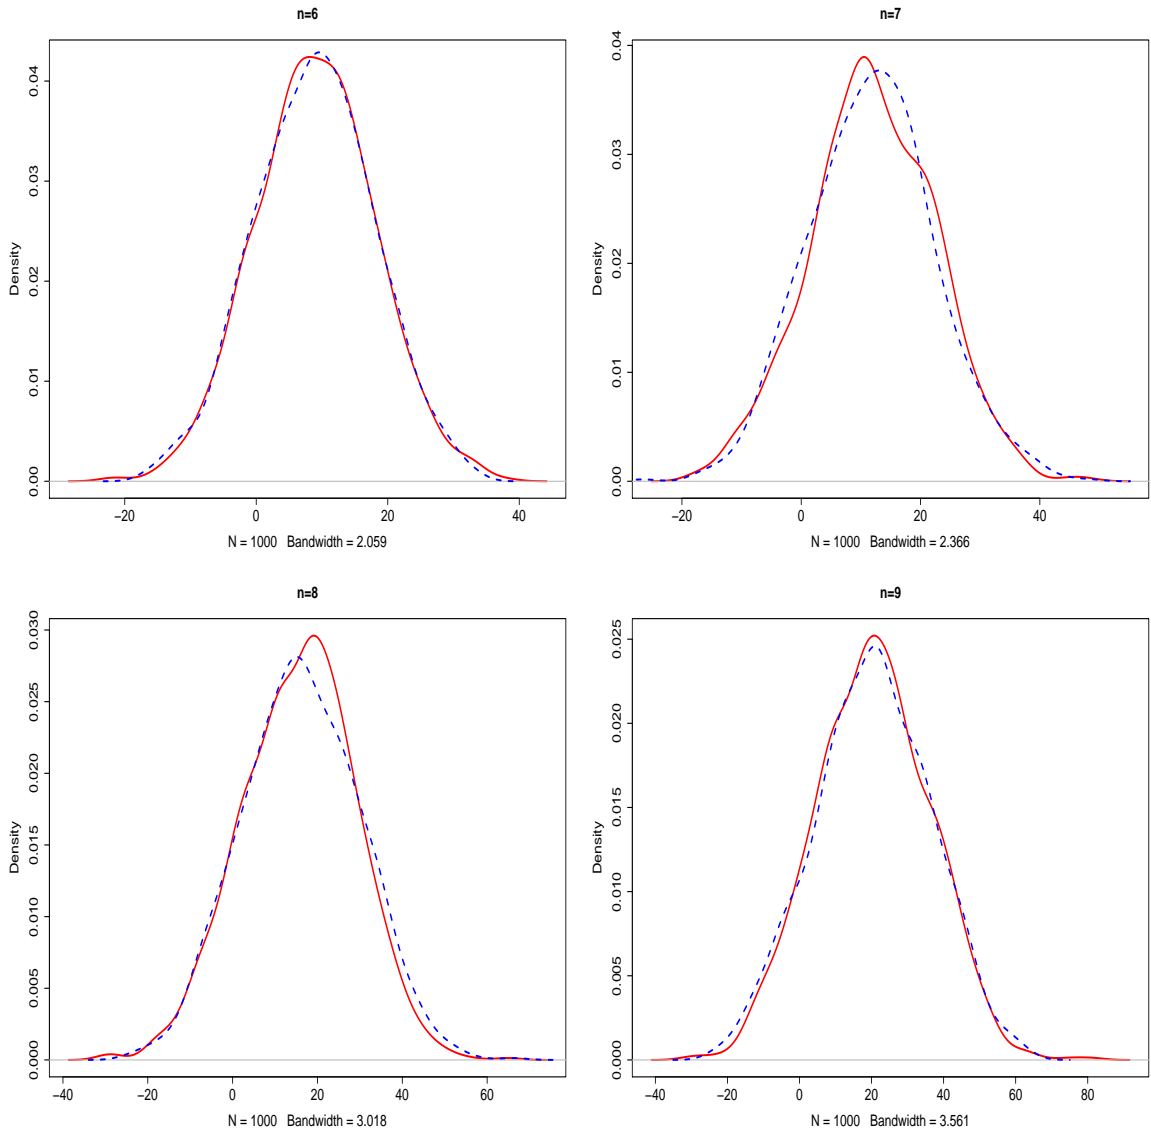 n=6
Density
0.00 0.01 0.02 0.03 0.04
−20 0 20 40
N = 1000 Bandwidth = 2.059
n=7
Density
0.00 0.01 0.02 0.03 0.04
−20 0 20 40
N = 1000 Bandwidth = 2.366
n=8
Density
0.000 0.005 0.010 0.015 0.020 0.025 0.030
−40 −20 0 20 40 60
N = 1000 Bandwidth = 3.018
n=9
Density
0.000 0.005 0.010 0.015 0.020 0.025
−40 −20 0 20 40 60 80
N = 1000 Bandwidth = 3.561